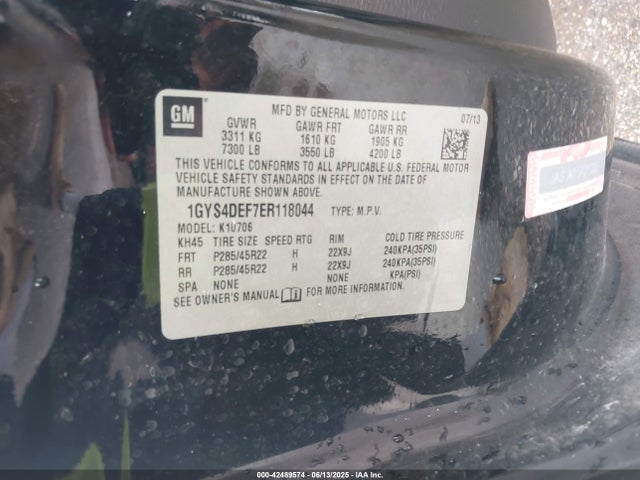 GM
MFD BY GENERAL MOTORS LLC 07/13
GVWR GAWR FRT GAWR RR
3311 KG 1610 KG 1905 KG
7300 LB 3550 LB 4200 LB
THIS VEHICLE CONFORMS TO ALL APPLICABLE U.S. FEDERAL MOTOR
VEHICLE SAFETY STANDARDS IN EFFECT ON THE DATE OF
MANUFACTURE SHOWN ABOVE.
1GYS4DEF7ER118044 TYPE: M.P.V.
MODEL: K10706
KH45 TIRE SIZE SPEED RTG RIM COLD TIRE PRESSURE
FRT P285/45R22 H 22X9J 240KPA(35PSI)
RR P285/45R22 H 22X9J 240KPA(35PSI)
SPA NONE NONE KPA(PSI)
SEE OWNER'S MANUAL FOR MORE INFORMATION.
000-42489574 - 06/13/2025 - IAA, Inc.